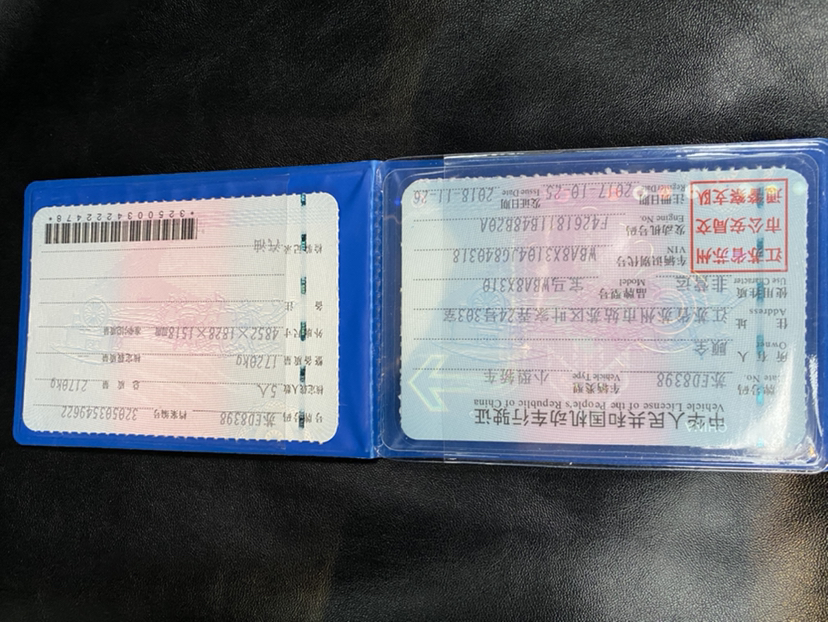 中华人民共和国机动车行驶证
Vehicle License of the People's Republic of China
号牌号码 苏ED8398 车辆类型 小型轿车
Plate No. Vehicle Type
所有人 顾全
Owner
住址 江苏省苏州市姑苏区叶家弄24号303室
Address
使用性质 非营运 品牌型号 宝马WBA8X310
Use Character Model
江苏省苏州市公安局交通警察支队
车辆识别代号 WBA8X3104JG840318
VIN
发动机号码 F4261811B48B20A
Engine No.
注册日期 2017-10-25 发证日期 2018-11-26
Register Date Issue Date
号牌号码 苏ED8398 档案编号 320503549622
核定载人数 5人 总质量 2170kg
整备质量 1720kg 核定载质量
外廓尺寸 4852×1828×1518mm 准牵引总质量
备注
检验记录 汽油
*3250034222478*